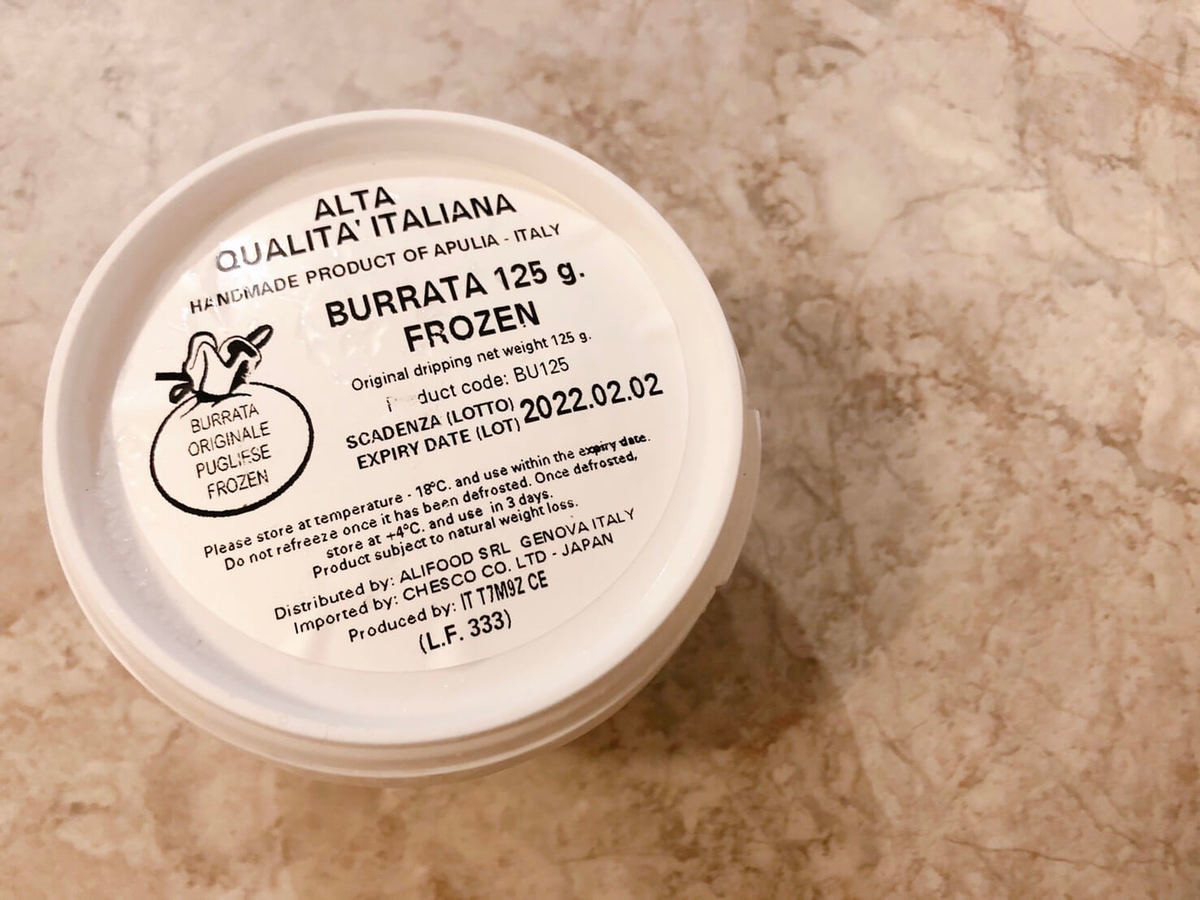 ALTA
QUALITA' ITALIANA
HANDMADE PRODUCT OF APULIA - ITALY
BURRATA 125 g.
FROZEN
Original dripping net weight 125 g.
Product code: BU125
SCADENZA (LOTTO)
EXPIRY DATE (LOT) 2022.02.02
BURRATA
ORIGINALE
PUGLIESE
FROZEN
Please store at temperature - 18°C. and use within the expiry date.
Do not refreeze once it has been defrosted. Once defrosted,
store at +4°C. and use in 3 days.
Product subject to natural weight loss.
Distributed by: ALIFOOD SRL GENOVA ITALY
Imported by: CHESCO CO. LTD - JAPAN
Produced by: IT T7M9Z CE
(L.F. 333)